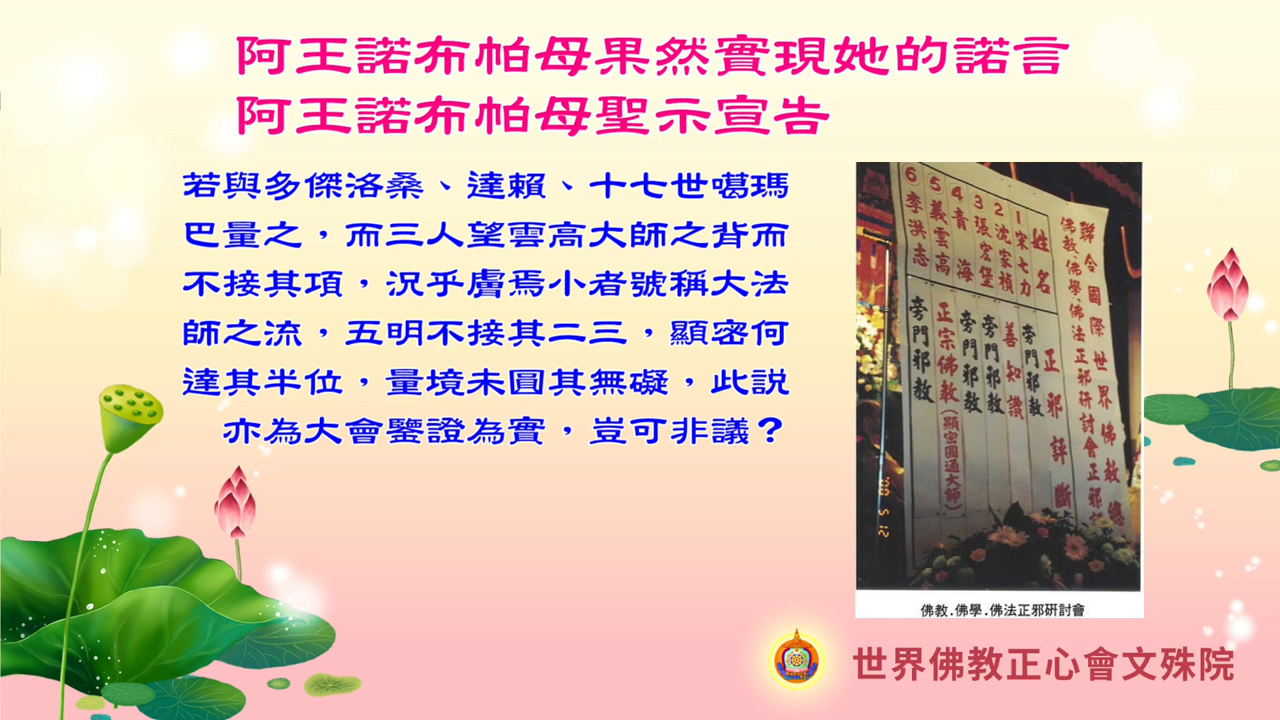 阿王諾布帕母果然實現她的諾言
阿王諾布帕母聖示宣告
若與多傑洛桑、達賴、十七世噶瑪
巴量之，而三人望雲高大師之背而
不接其項，況乎膚焉小者號稱大法
師之流，五明不接其二三，顯密何
達其半位，量境未圓其無礙，此説
亦為大會鑒證為實，豈可非議？
聯合國際世界佛教總
佛教、佛學、佛法正邪研討會正邪
姓名 正邪評斷
1 宋七力 旁門邪教
2 沈家楨 善知識
3 張宏堡 旁門邪教
4 青海 旁門邪教
5 義雲高 正宗佛教(顯密圓通大師)
⑥ 李洪志 旁門邪教
佛教.佛學.佛法正邪研討會
世界佛教正心會文殊院